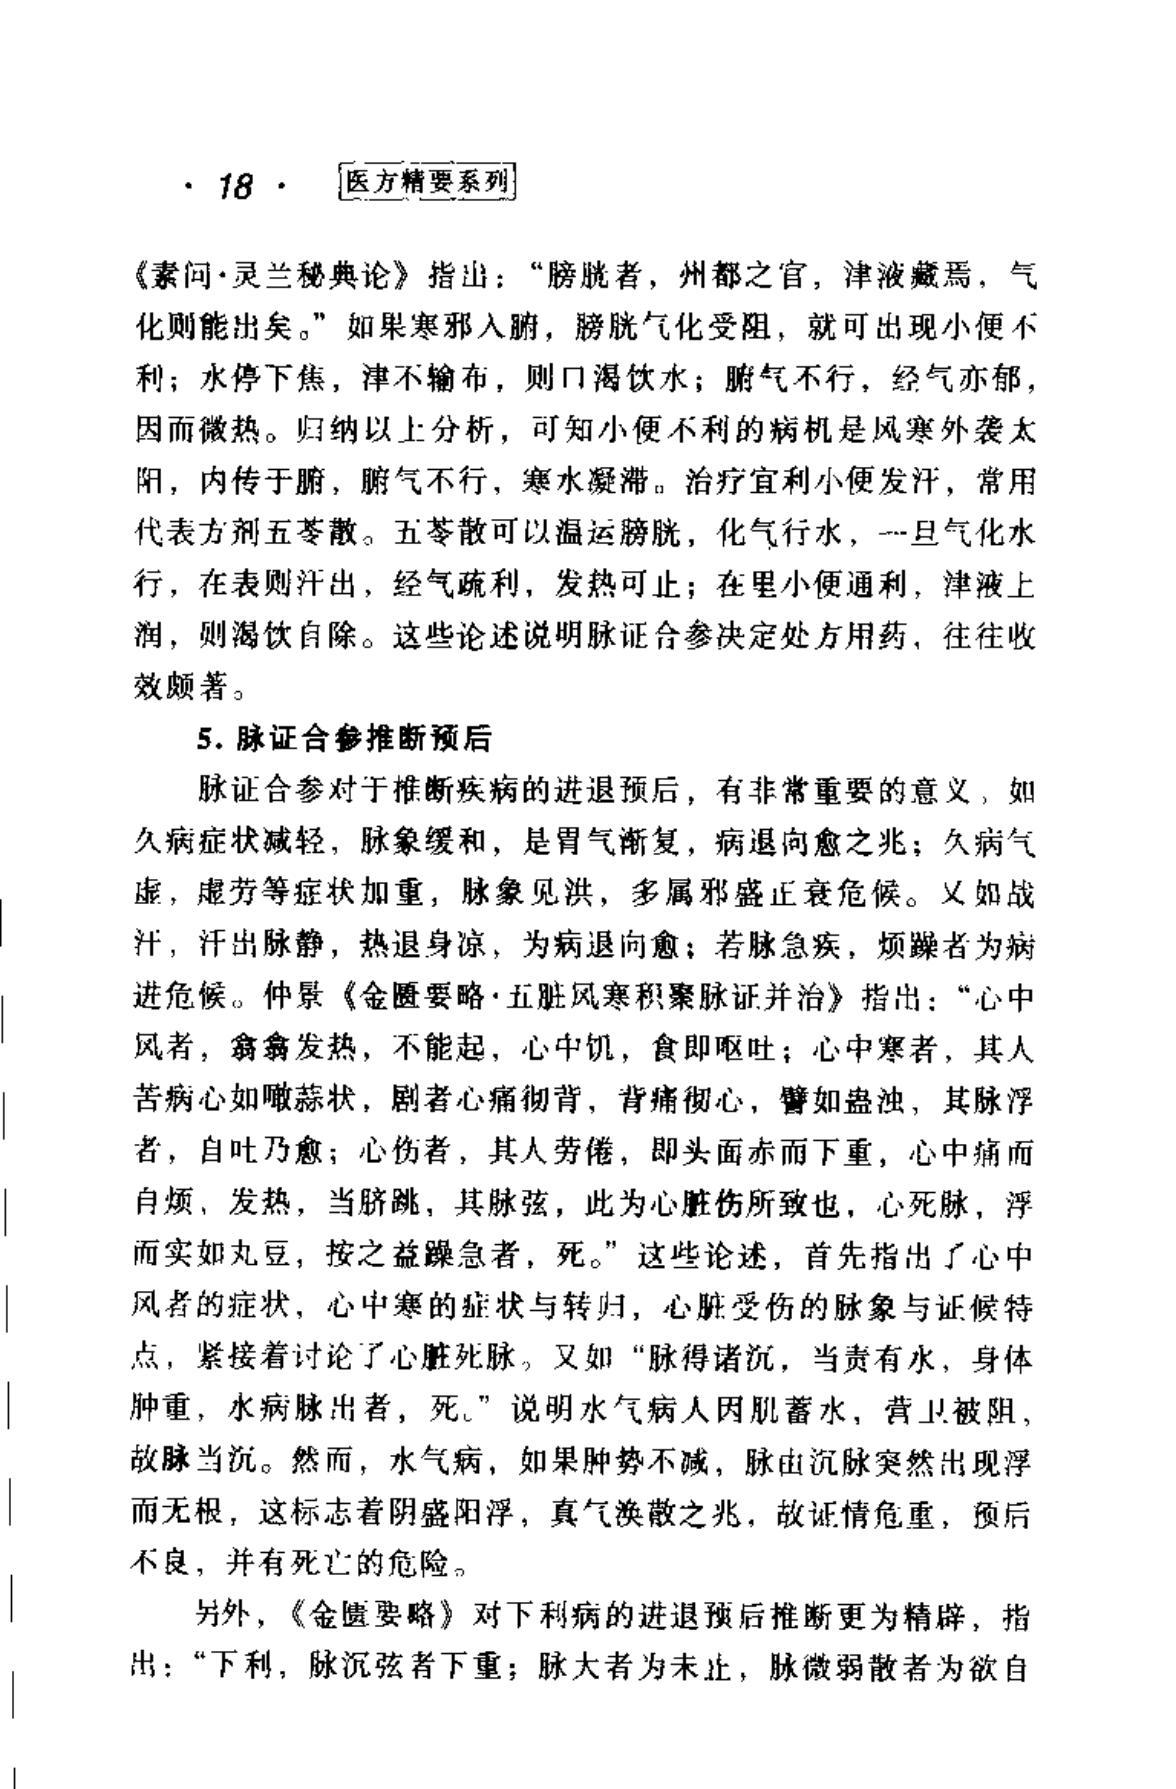 · 18 · 医方精要系列
《素问·灵兰秘典论》指出：“膀胱者，州都之官，津液藏焉，气
化则能出矣。”如果寒邪入腑，膀胱气化受阻，就可出现小便不
利；水停下焦，津不输布，则口渴饮水；腑气不行，经气亦郁，
因而微热。归纳以上分析，可知小便不利的病机是风寒外袭太
阳，内传于腑，腑气不行，寒水凝滞。治疗宜利小便发汗，常用
代表方剂五苓散。五苓散可以温运膀胱，化气行水，一旦气化水
行，在表则汗出，经气疏利，发热可止；在里小便通利，津液上
润，则渴饮自除。这些论述说明脉证合参决定处方用药，往往收
效颇著。
5. 脉证合参推断预后
脉证合参对于推断疾病的进退预后，有非常重要的意义，如
久病症状减轻，脉象缓和，是胃气渐复，病退向愈之兆；久病气
虚，虚劳等症状加重，脉象见洪，多属邪盛正衰危候。又如战
汗，汗出脉静，热退身凉，为病退向愈；若脉急疾，烦躁者为病
进危候。仲景《金匮要略·五脏风寒积聚脉证并治》指出：“心中
风者，翕翕发热，不能起，心中饥，食即呕吐；心中寒者，其人
苦病心如噉蒜状，剧者心痛彻背，背痛彻心，譬如蛊浊，其脉浮
者，自吐乃愈；心伤者，其人劳倦，即头面赤而下重，心中痛而
自烦，发热，当脐跳，其脉弦，此为心脏伤所致也，心死脉，浮
而实如丸豆，按之益躁急者，死。”这些论述，首先指出了心中
风者的症状，心中寒的症状与转归，心脏受伤的脉象与证候特
点，紧接着讨论了心脏死脉。又如“脉得诸沉，当责有水，身体
肿重，水病脉出者，死。”说明水气病人因肌蓄水，营卫被阻，
故脉当沉。然而，水气病，如果肿势不减，脉由沉脉突然出现浮
而无根，这标志着阴盛阳浮，真气涣散之兆，故证情危重，预后
不良，并有死亡的危险。
另外，《金匮要略》对下利病的进退预后推断更为精辟，指
出：“下利，脉沉弦者下重；脉大者为未止，脉微弱散者为欲自